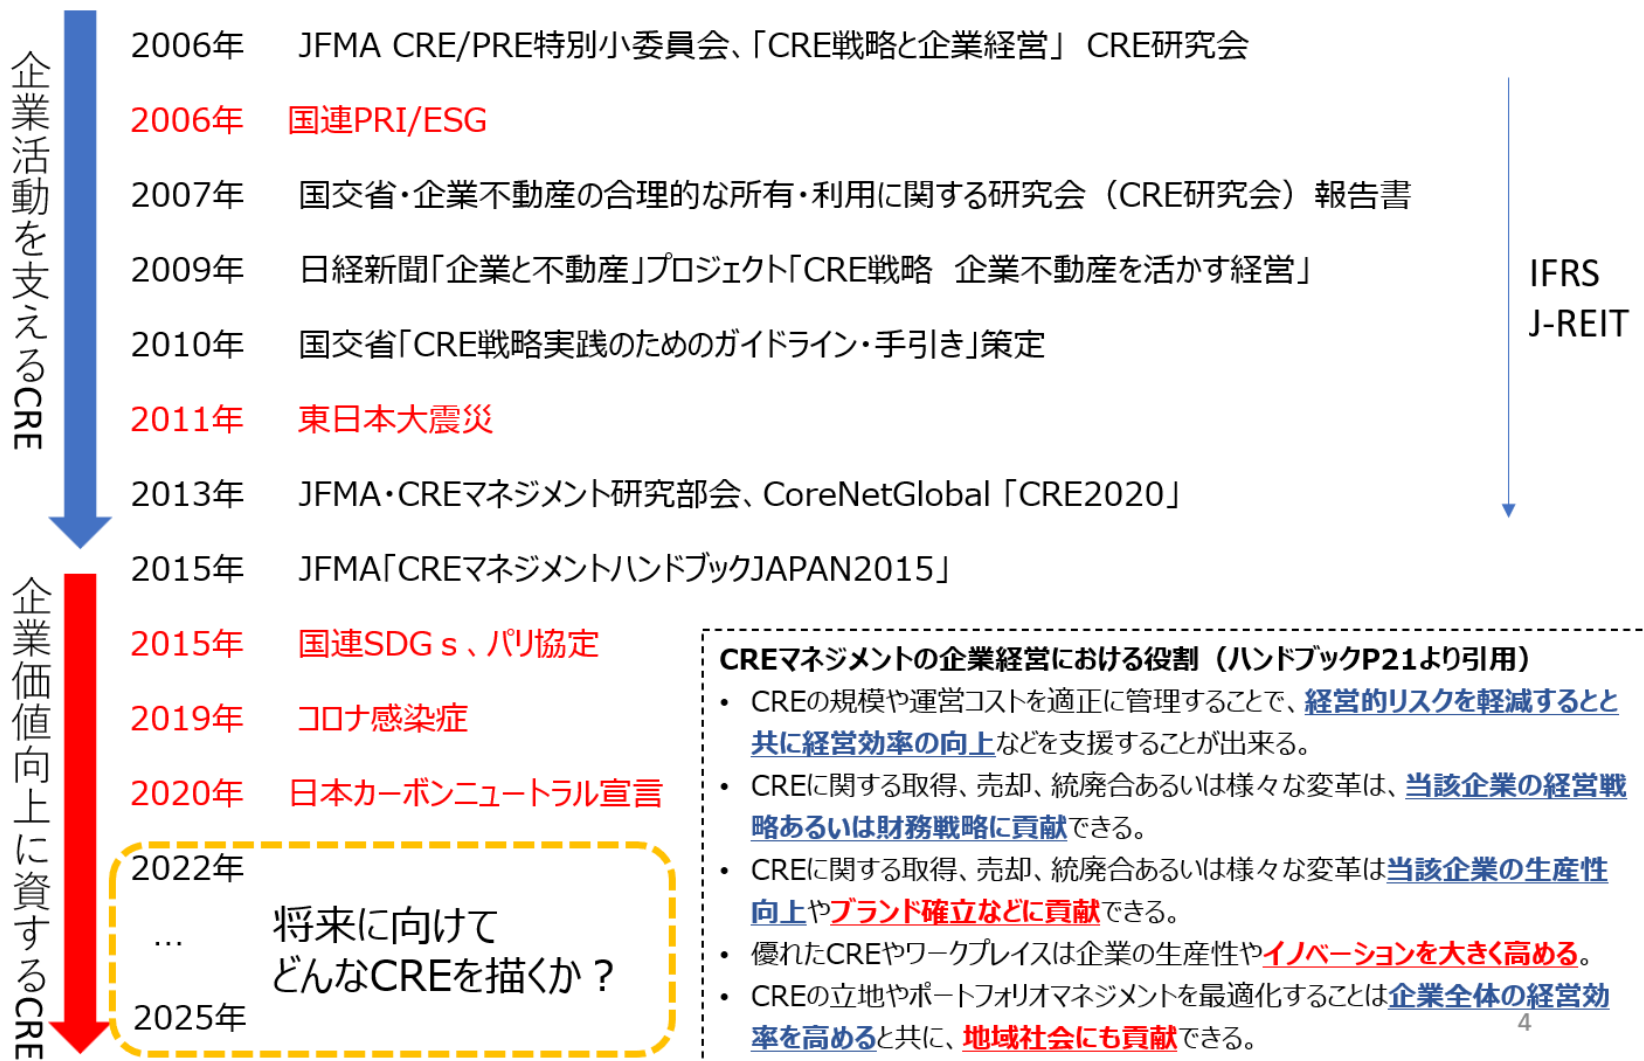 企業活動を支えるCRE
2006年 JFMA CRE/PRE特別小委員会、「CRE戦略と企業経営」 CRE研究会
2006年 国連PRI/ESG
2007年 国交省・企業不動産の合理的な所有・利用に関する研究会（CRE研究会）報告書
2009年 日経新聞「企業と不動産」プロジェクト「CRE戦略 企業不動産を活かす経営」
2010年 国交省「CRE戦略実践のためのガイドライン・手引き」策定
2011年 東日本大震災
2013年 JFMA・CREマネジメント研究部会、CoreNetGlobal「CRE2020」
IFRS
J-REIT
企業価値向上に資するCRE
2015年 JFMA「CREマネジメントハンドブックJAPAN2015」
2015年 国連SDGｓ、パリ協定
2019年 コロナ感染症
2020年 日本カーボンニュートラル宣言
2022年
…
2025年
将来に向けて
どんなCREを描くか？
CREマネジメントの企業経営における役割（ハンドブックP21より引用）
• CREの規模や運営コストを適正に管理することで、経営的リスクを軽減するとと
共に経営効率の向上などを支援することが出来る。
• CREに関する取得、売却、統廃合あるいは様々な変革は、当該企業の経営戦
略あるいは財務戦略に貢献できる。
• CREに関する取得、売却、統廃合あるいは様々な変革は当該企業の生産性
向上やブランド確立などに貢献できる。
• 優れたCREやワークプレイスは企業の生産性やイノベーションを大きく高める。
• CREの立地やポートフォリオマネジメントを最適化することは企業全体の経営効
率を高めると共に、地域社会にも貢献できる。
4